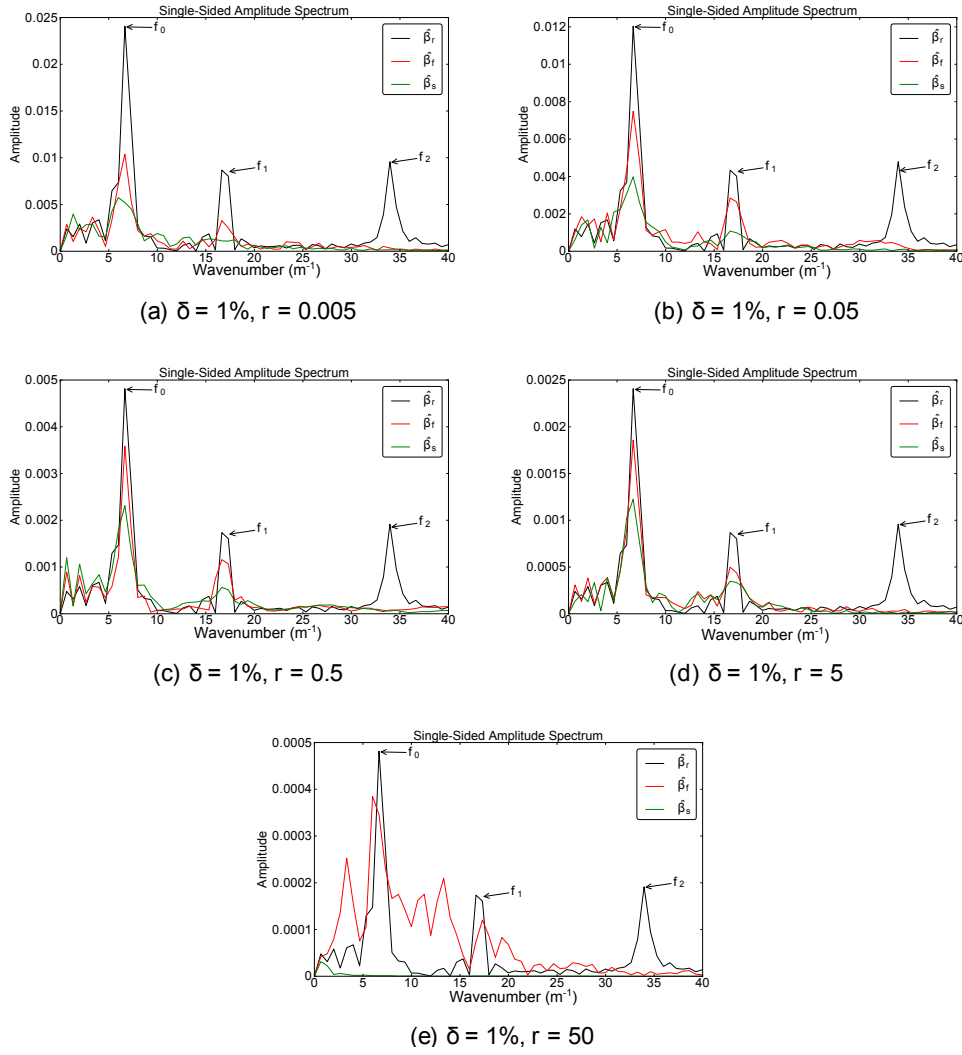 Single-Sided Amplitude Spectrum
Amplitude
0.025
0.020
0.015
0.010
0.005
0
f₀
f₁
f₂
β̂ᵣ
β̂f
β̂ₛ
0 5 10 15 20 25 30 35 40
Wavenumber (m⁻¹)
(a) δ = 1%, r = 0.005
Single-Sided Amplitude Spectrum
Amplitude
0.012
0.010
0.008
0.006
0.004
0.002
0
f₀
f₁
f₂
β̂ᵣ
β̂f
β̂ₛ
0 5 10 15 20 25 30 35 40
Wavenumber (m⁻¹)
(b) δ = 1%, r = 0.05
Single-Sided Amplitude Spectrum
Amplitude
0.005
0.004
0.003
0.002
0.001
0
f₀
f₁
f₂
β̂ᵣ
β̂f
β̂ₛ
0 5 10 15 20 25 30 35 40
Wavenumber (m⁻¹)
(c) δ = 1%, r = 0.5
Single-Sided Amplitude Spectrum
Amplitude
0.0025
0.0020
0.0015
0.0010
0.0005
0
f₀
f₁
f₂
β̂ᵣ
β̂f
β̂ₛ
0 5 10 15 20 25 30 35 40
Wavenumber (m⁻¹)
(d) δ = 1%, r = 5
Single-Sided Amplitude Spectrum
Amplitude
0.0005
0.0004
0.0003
0.0002
0.0001
0
f₀
f₁
f₂
β̂ᵣ
β̂f
β̂ₛ
0 5 10 15 20 25 30 35 40
Wavenumber (m⁻¹)
(e) δ = 1%, r = 50